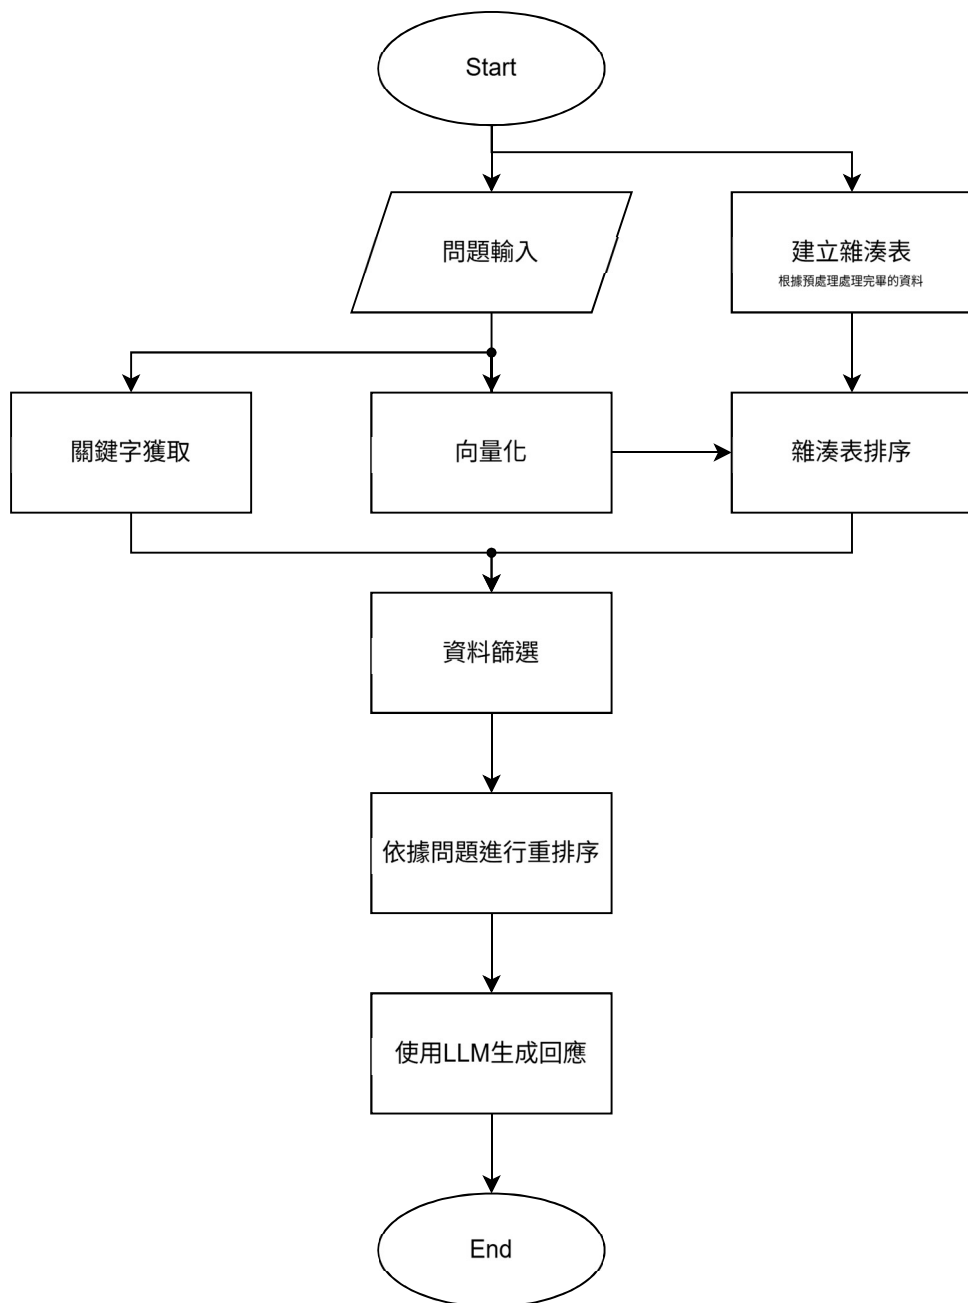 Start
問題輸入
建立雜湊表
根據預處理處理完畢的資料
關鍵字獲取
向量化
雜湊表排序
資料篩選
依據問題進行重排序
使用LLM生成回應
End